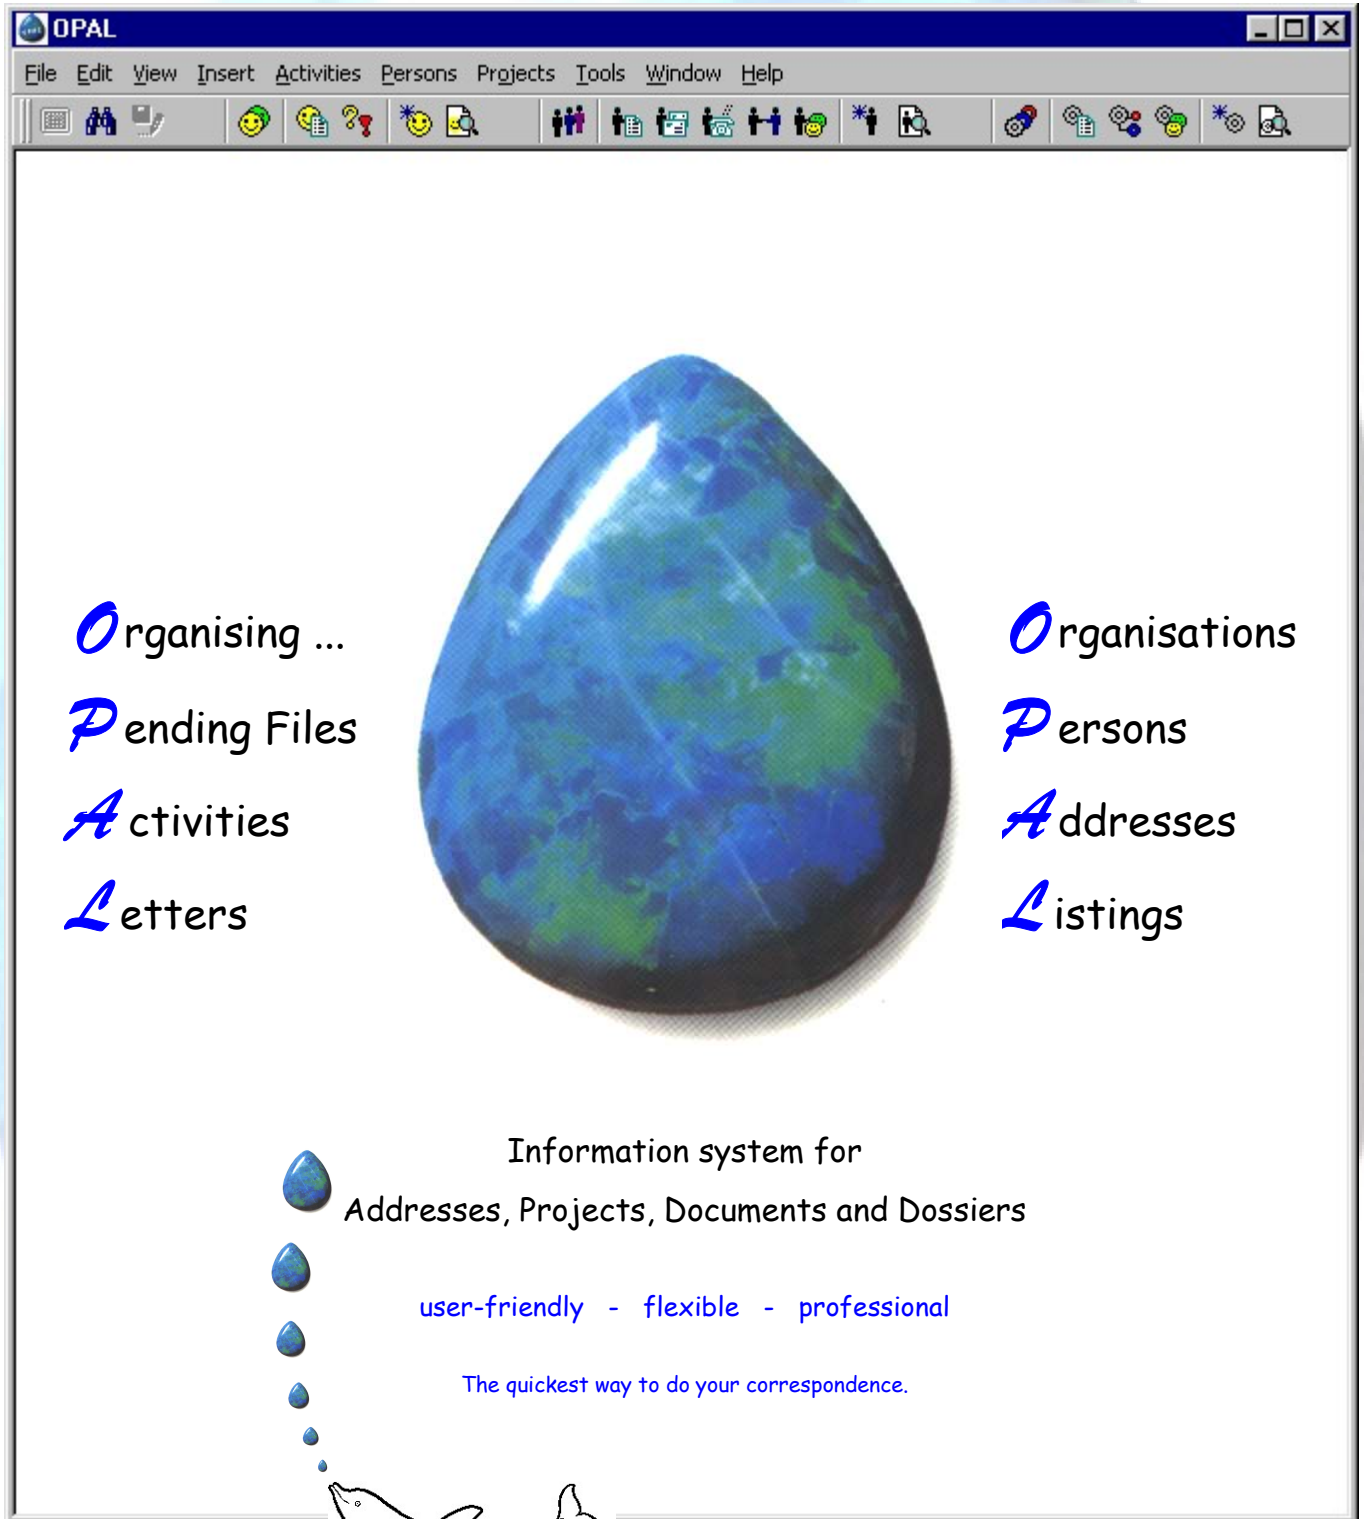 OPAL
File Edit View Insert Activities Persons Projects Tools Window Help
Organising ...
Pending Files
Activities
Letters
Organisations
Persons
Addresses
Listings
Information system for
Addresses, Projects, Documents and Dossiers
user-friendly - flexible - professional
The quickest way to do your correspondence.